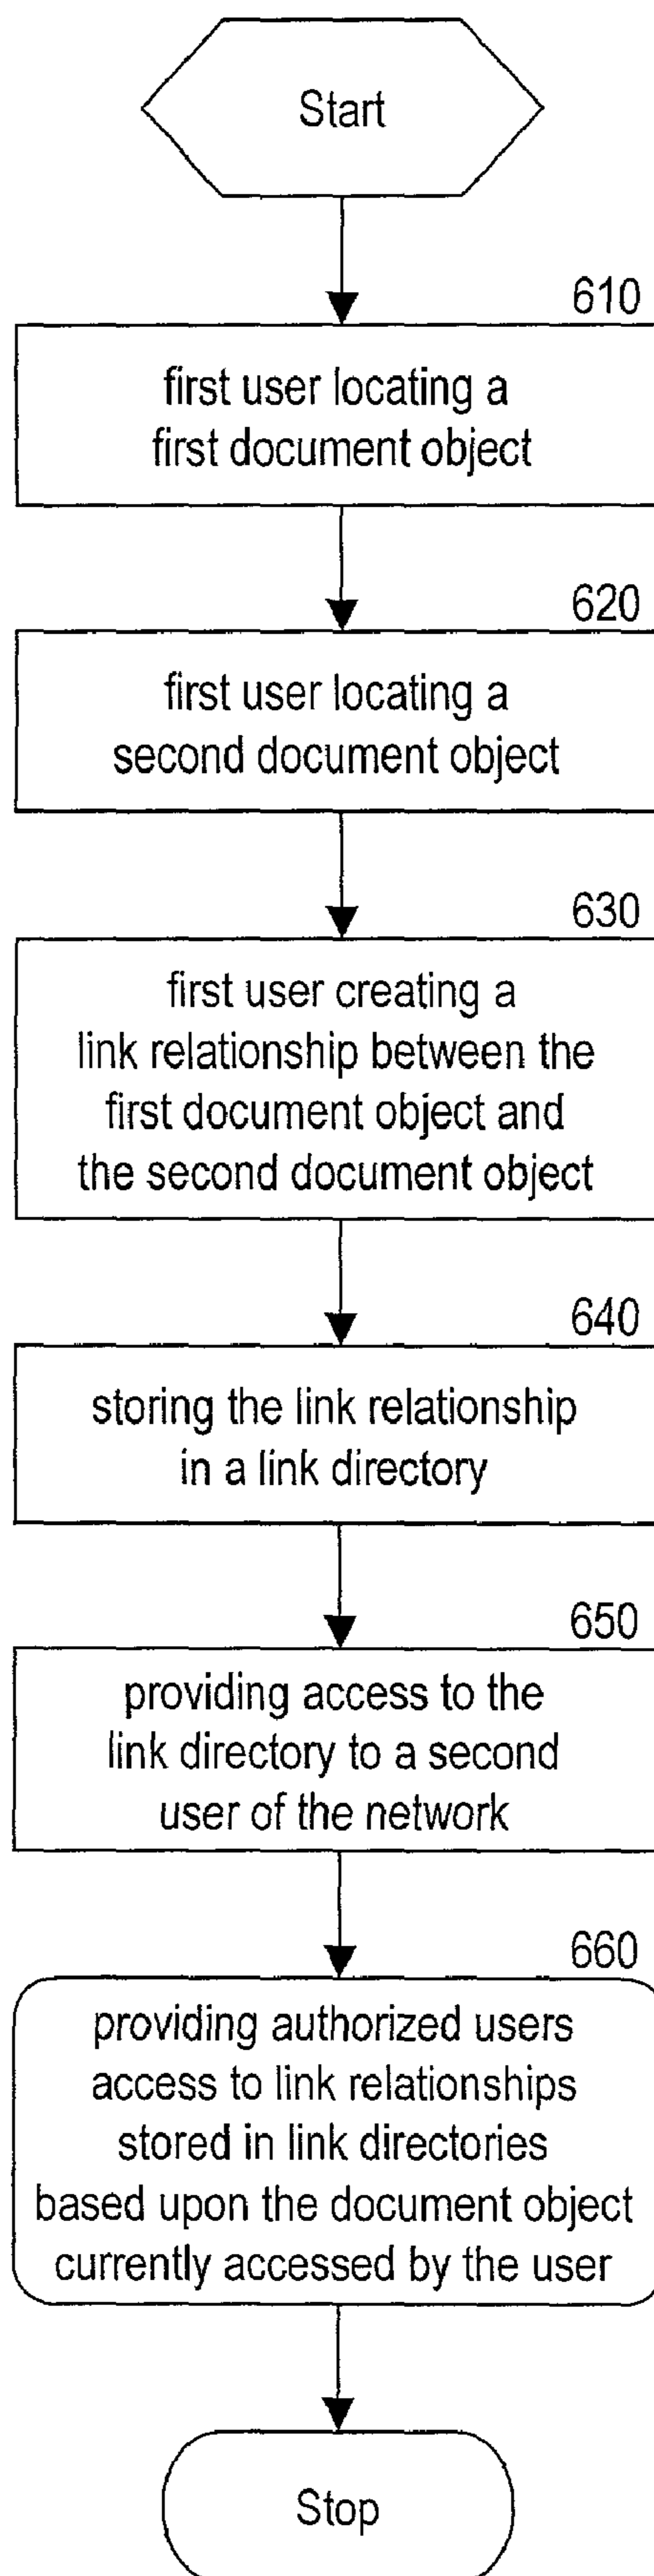 Start
610
first user locating a
first document object
620
first user locating a
second document object
630
first user creating a
link relationship between the
first document object and
the second document object
640
storing the link relationship
in a link directory
650
providing access to the
link directory to a second
user of the network
660
providing authorized users
access to link relationships
stored in link directories
based upon the document object
currently accessed by the user
Stop